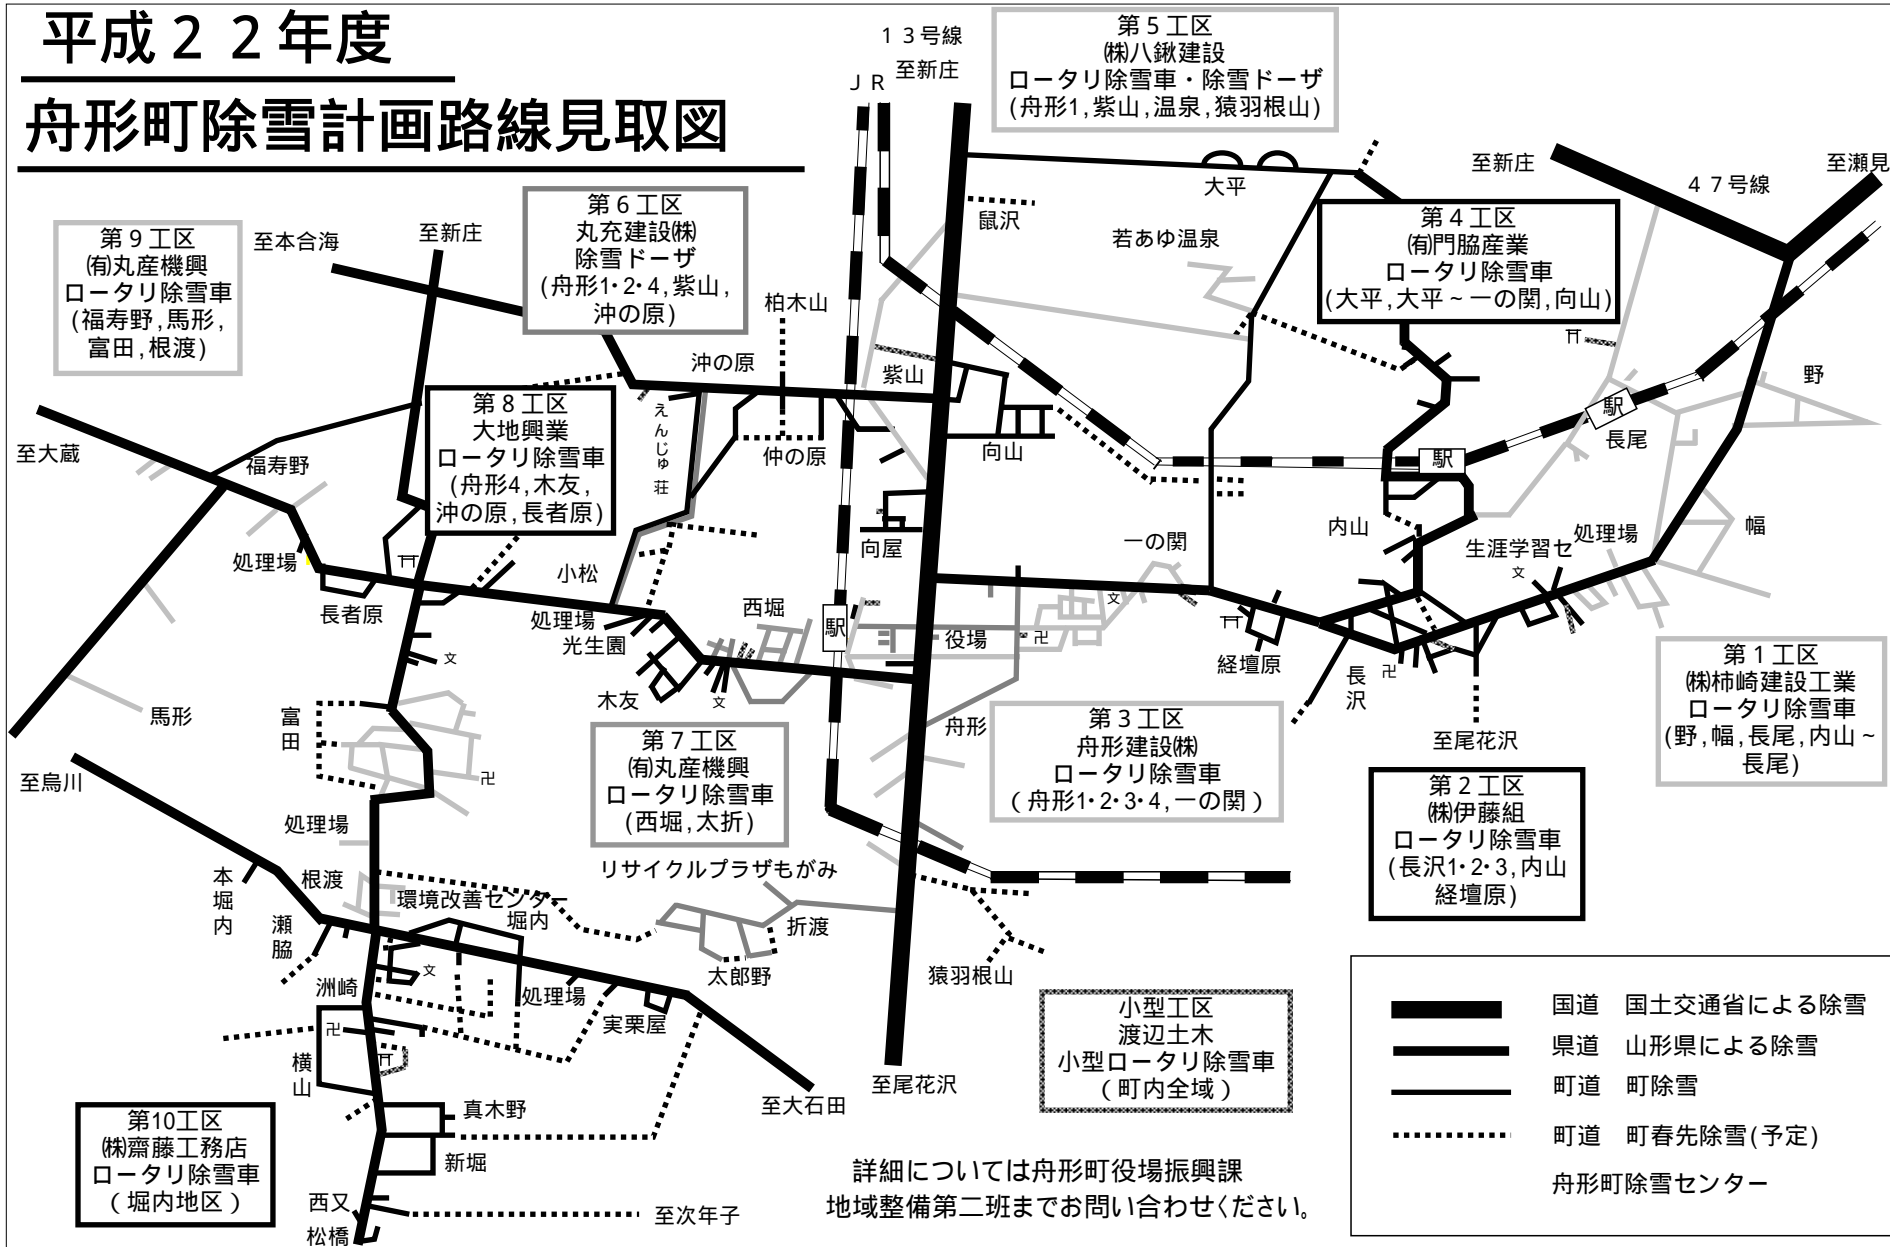 平成２２年度
舟形町除雪計画路線見取図
１３号線
至新庄
ＪＲ
第５工区
㈱八鍬建設
ロータリ除雪車・除雪ドーザ
(舟形1,紫山,温泉,猿羽根山)
至新庄
４７号線
至瀬見
第９工区
㈲丸産機興
ロータリ除雪車
(福寿野,馬形,
富田,根渡)
至本合海
至新庄
第６工区
丸充建設㈱
除雪ドーザ
(舟形1・2・4,紫山,
沖の原)
柏木山
鼠沢
大平
若あゆ温泉
第４工区
㈲門脇産業
ロータリ除雪車
(大平,大平～一の関,向山)
沖の原
紫山
野
駅
長尾
至大蔵
福寿野
第８工区
大地興業
ロータリ除雪車
(舟形4,木友,
沖の原,長者原)
えんじゅ荘
仲の原
向山
駅
処理場
長者原
小松
向屋
一の関
内山
生涯学習セ
処理場
幅
文
処理場
光生園
西堀
駅
役場
卍
文
経壇原
長沢
卍
至尾花沢
第１工区
㈱柿崎建設工業
ロータリ除雪車
(野,幅,長尾,内山～
長尾)
文
木友
文
馬形
富田
卍
舟形
第７工区
㈲丸産機興
ロータリ除雪車
(西堀,太折)
第３工区
舟形建設㈱
ロータリ除雪車
（舟形1・2・3・4,一の関）
第２工区
㈱伊藤組
ロータリ除雪車
(長沢1・2・3,内山
経壇原)
至烏川
処理場
本堀内
根渡
瀬脇
環境改善センター
堀内
リサイクルプラザもがみ
折渡
太郎野
猿羽根山
洲崎
文
処理場
実栗屋
卍
横山
至大石田
至尾花沢
小型工区
渡辺土木
小型ロータリ除雪車
（町内全域）
第10工区
㈱齋藤工務店
ロータリ除雪車
（堀内地区）
真木野
新堀
西又
松橋
至次年子
詳細については舟形町役場振興課
地域整備第二班までお問い合わせください。
国道　国土交通省による除雪
県道　山形県による除雪
町道　町除雪
町道　町春先除雪(予定)
舟形町除雪センター